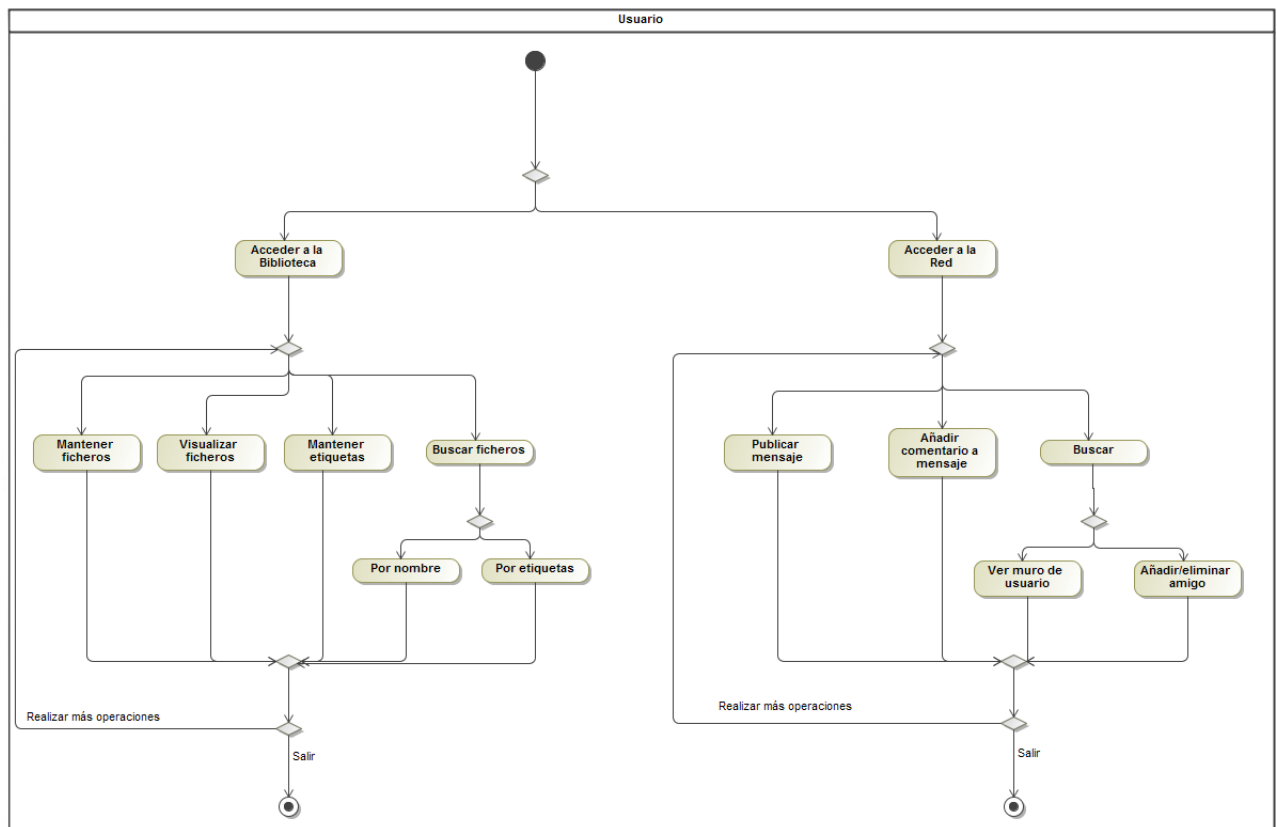 Usuario
Acceder a la
Biblioteca
Acceder a la
Red
Mantener
ficheros
Visualizar
ficheros
Mantener
etiquetas
Buscar ficheros
Publicar
mensaje
Añadir
comentario a
mensaje
Buscar
Por nombre
Por etiquetas
Ver muro de
usuario
Añadir/eliminar
amigo
Realizar más operaciones
Realizar más operaciones
Salir
Salir